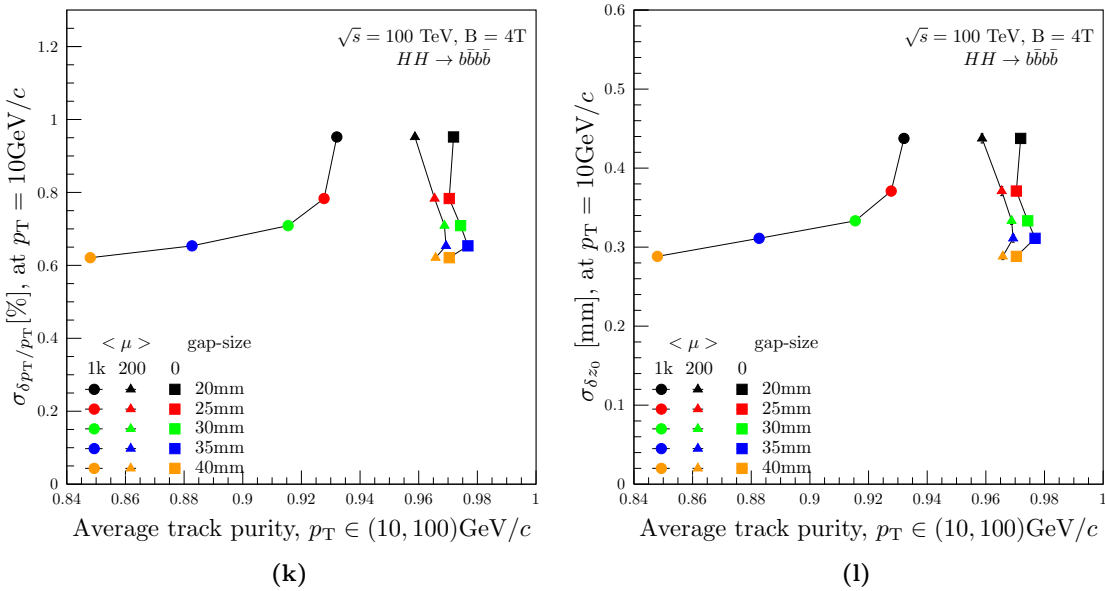 √s = 100 TeV, B = 4T
HH → bb̄bb̄
σ_{δp_T/p_T}[%], at p_T = 10GeV/c
1.2
1
0.8
0.6
0.4
0.2
0
< μ > gap-size
1k 200 0
20mm
25mm
30mm
35mm
40mm
0.84 0.86 0.88 0.9 0.92 0.94 0.96 0.98 1
Average track purity, p_T ∈ (10, 100)GeV/c
(k)
√s = 100 TeV, B = 4T
HH → bb̄bb̄
σ_{δz_0} [mm], at p_T = 10GeV/c
0.6
0.5
0.4
0.3
0.2
0.1
0
< μ > gap-size
1k 200 0
20mm
25mm
30mm
35mm
40mm
0.84 0.86 0.88 0.9 0.92 0.94 0.96 0.98 1
Average track purity, p_T ∈ (10, 100)GeV/c
(l)